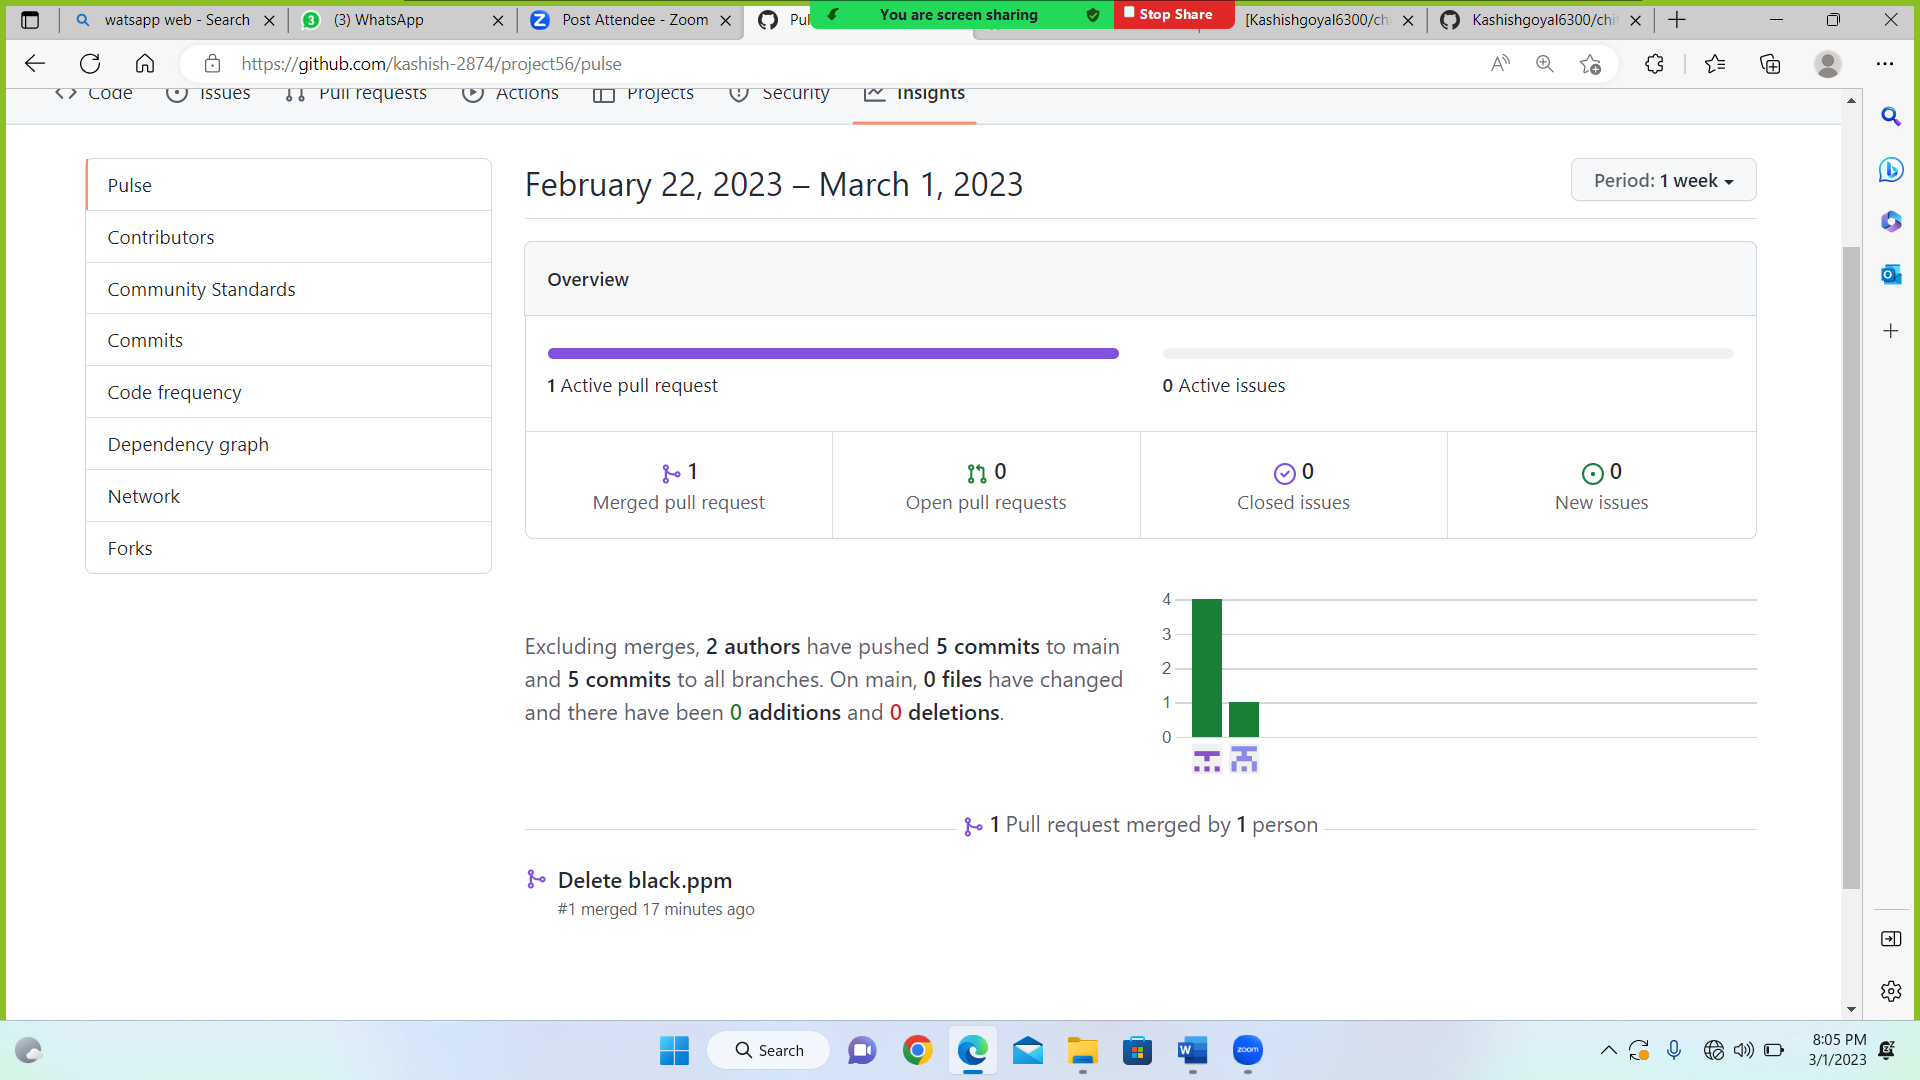 watsapp web - Search
(3) WhatsApp
Post Attendee - Zoom
You are screen sharing
Stop Share
[Kashishgoyal6300/ch
Kashishgoyal6300/chi
https://github.com/kashish-2874/project56/pulse
Code
Issues
Pull requests
Actions
Projects
Security
Insights
Pulse
Contributors
Community Standards
Commits
Code frequency
Dependency graph
Network
Forks
February 22, 2023 – March 1, 2023
Period: 1 week
Overview
1 Active pull request
0 Active issues
1
Merged pull request
0
Open pull requests
0
Closed issues
0
New issues
Excluding merges, 2 authors have pushed 5 commits to main
and 5 commits to all branches. On main, 0 files have changed
and there have been 0 additions and 0 deletions.
4
3
2
1
0
1 Pull request merged by 1 person
Delete black.ppm
#1 merged 17 minutes ago
Search
zoom
8:05 PM
3/1/2023